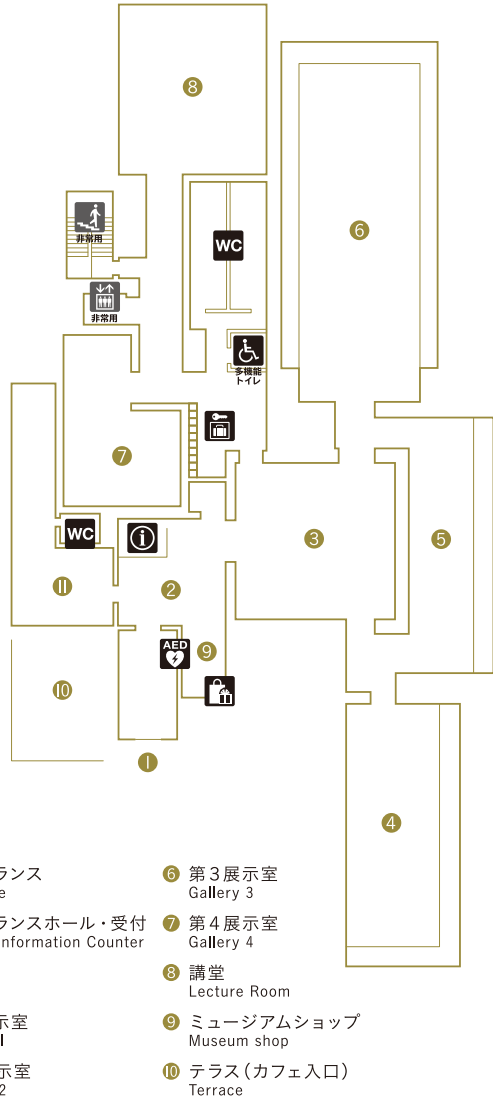 8
6
WC
非常用
非常用
多機能
トイレ
7
3
5
WC
i
2
11
AED
9
10
1
4
ランス
e
ランスホール・受付
nformation Counter
示室
l
示室
2
6 第3展示室
Gallery 3
7 第4展示室
Gallery 4
8 講堂
Lecture Room
9 ミュージアムショップ
Museum shop
10 テラス(カフェ入口)
Terrace